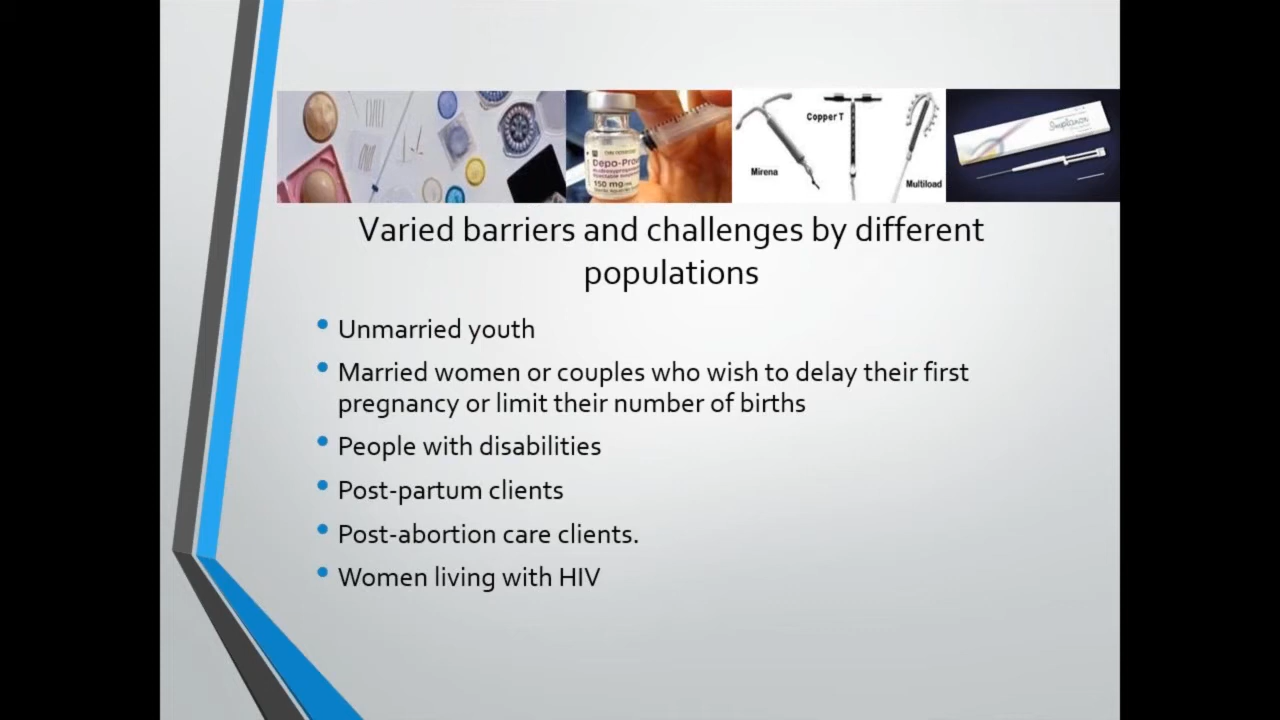 Copper T
Mirena
Multiload
Implanon
Depo-Prov
150 mg
Varied barriers and challenges by different
populations
Unmarried youth
Married women or couples who wish to delay their first
pregnancy or limit their number of births
People with disabilities
Post-partum clients
Post-abortion care clients.
Women living with HIV